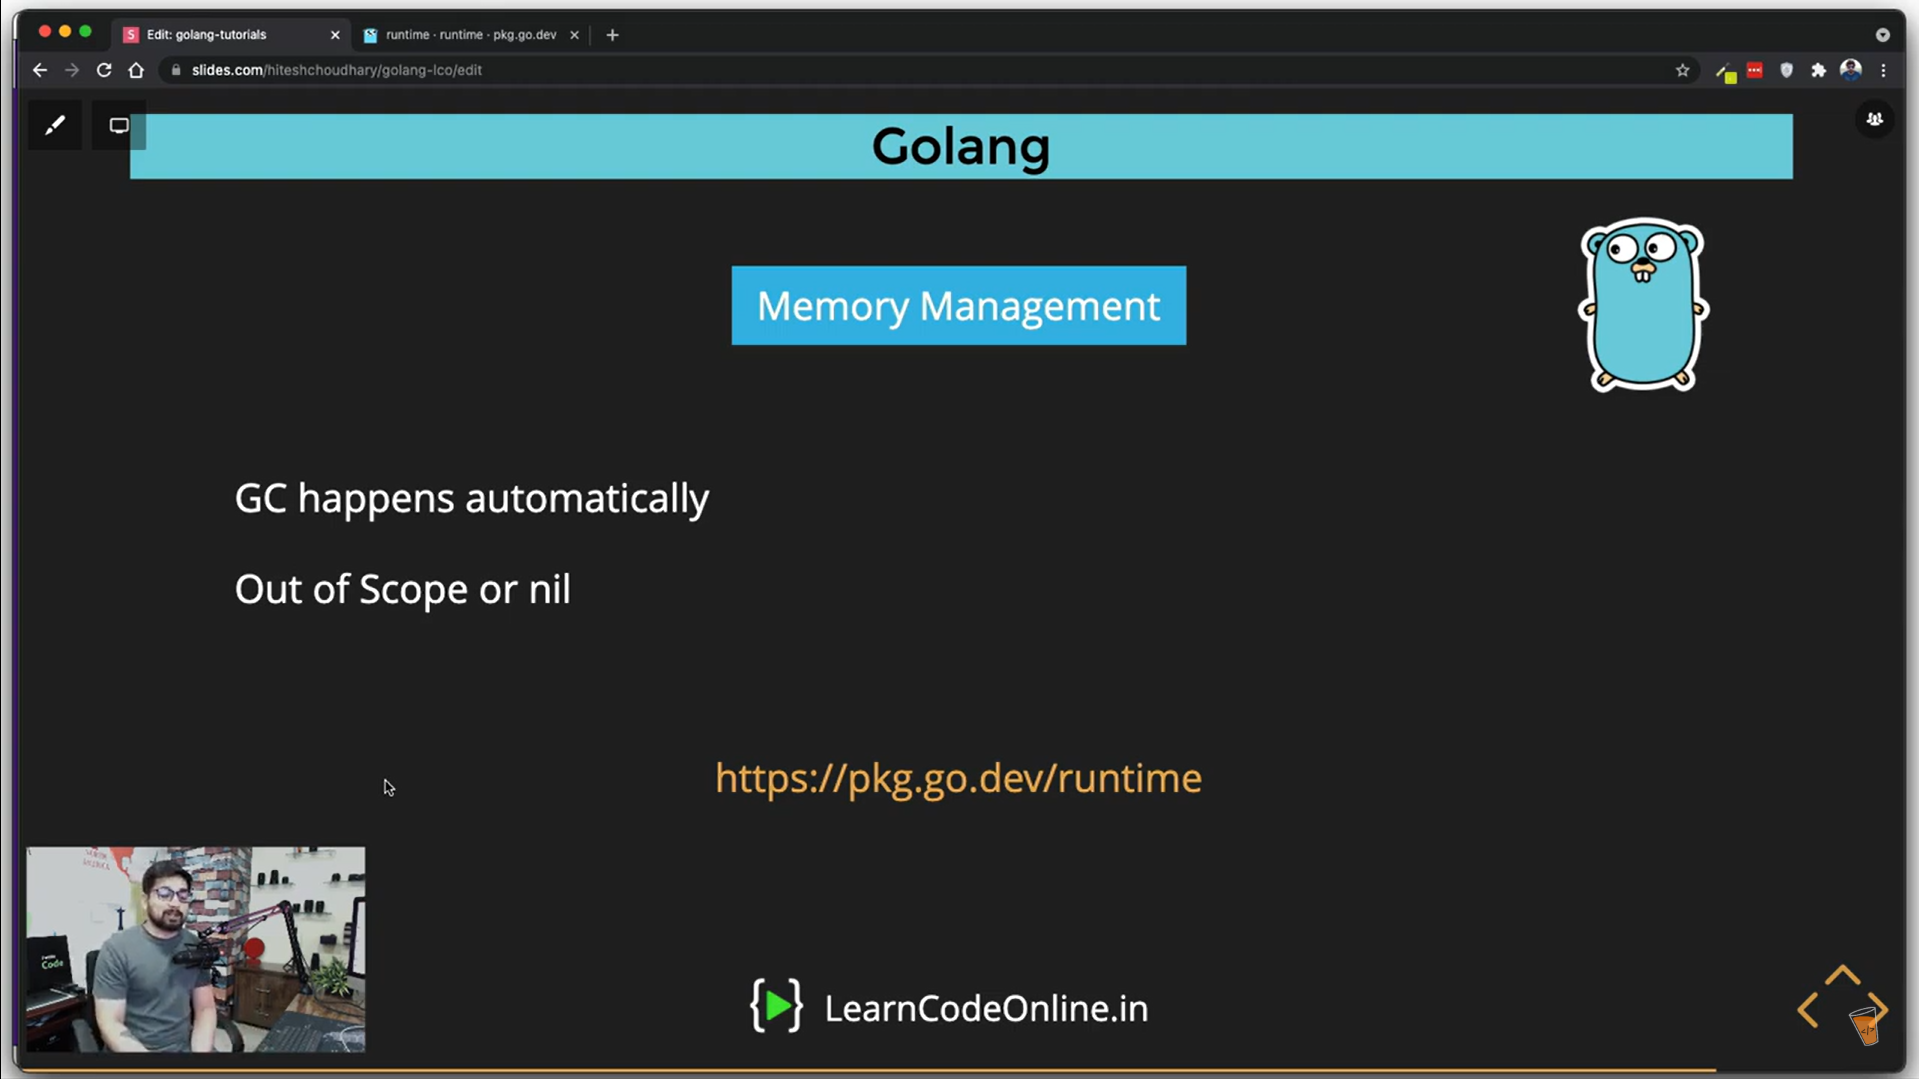 Edit: golang-tutorials
runtime · runtime - pkg.go.dev
slides.com/hiteshchoudhary/golang-lco/edit
Golang
Memory Management
GC happens automatically
Out of Scope or nil
https://pkg.go.dev/runtime
Code
{▶} LearnCodeOnline.in